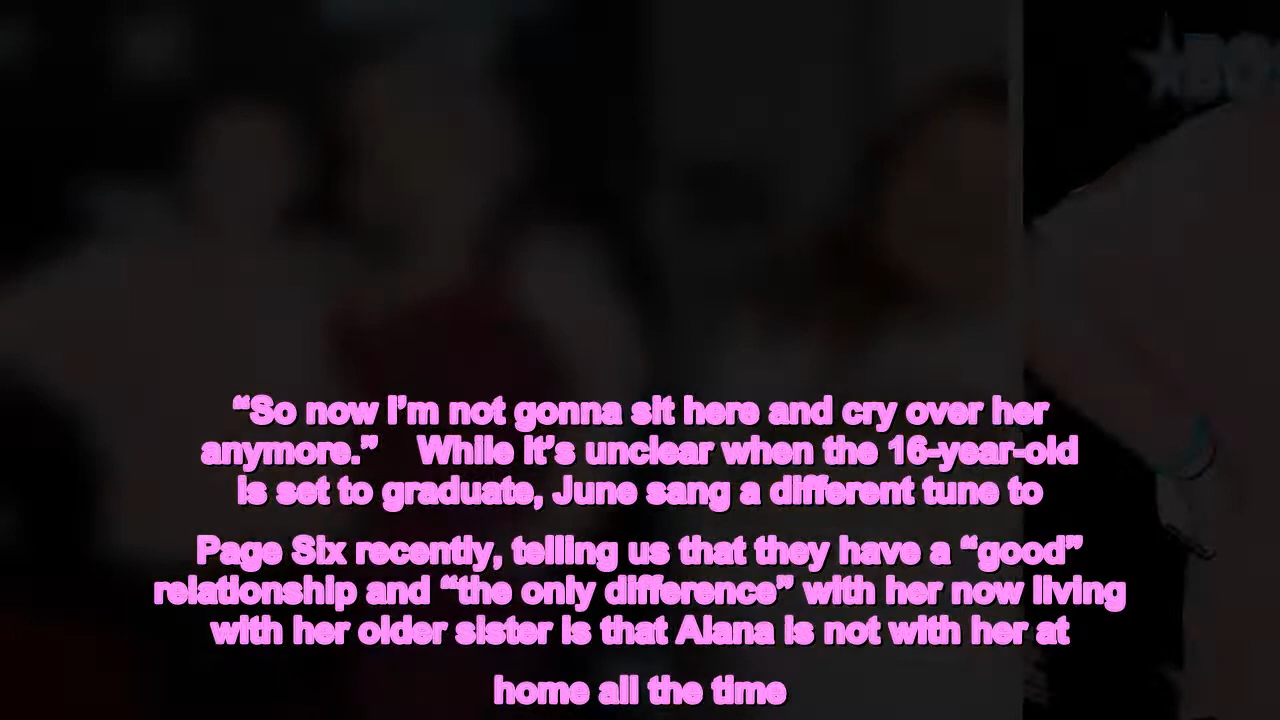 “So now I’m not gonna sit here and cry over her
anymore.”    While it’s unclear when the 16-year-old
is set to graduate, June sang a different tune to
Page Six recently, telling us that they have a “good”
relationship and “the only difference” with her now living
with her older sister is that Alana is not with her at
home all the time